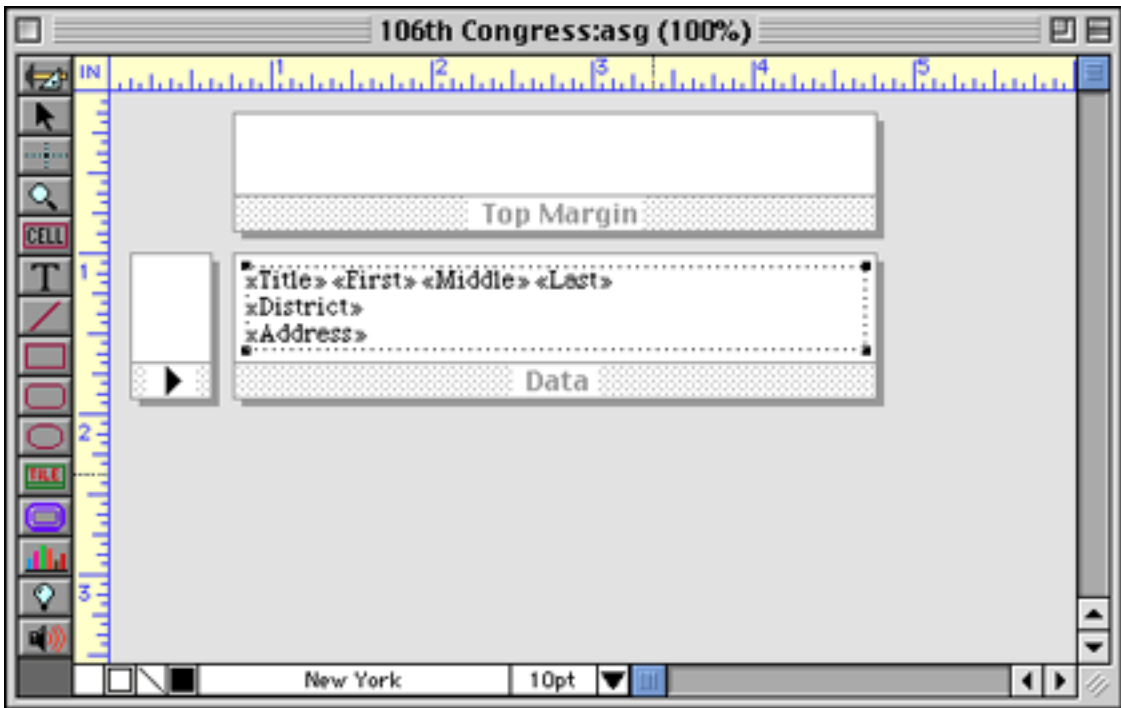 106th Congress:asg (100%)
IN 1 2 3 4 5
CELL
T
TILE
Top Margin
1
«Title» «First» «Middle» «Last»
«District»
«Address»
Data
2
3
New York 10pt